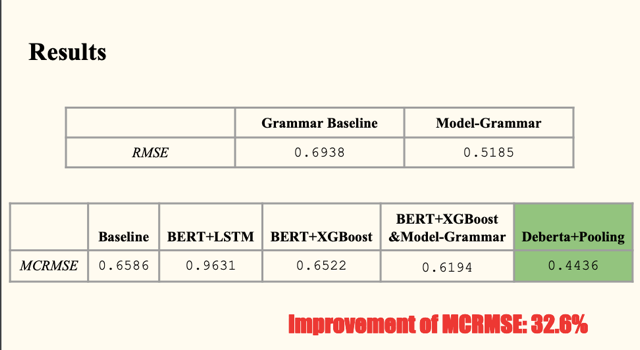 Results
Grammar Baseline Model-Grammar
RMSE 0.6938 0.5185
BERT+XGBoost
Baseline BERT+LSTM BERT+XGBoost &Model-Grammar Deberta+Pooling
MCRMSE 0.6586 0.9631 0.6522 0.6194 0.4436
Improvement of MCRMSE: 32.6%